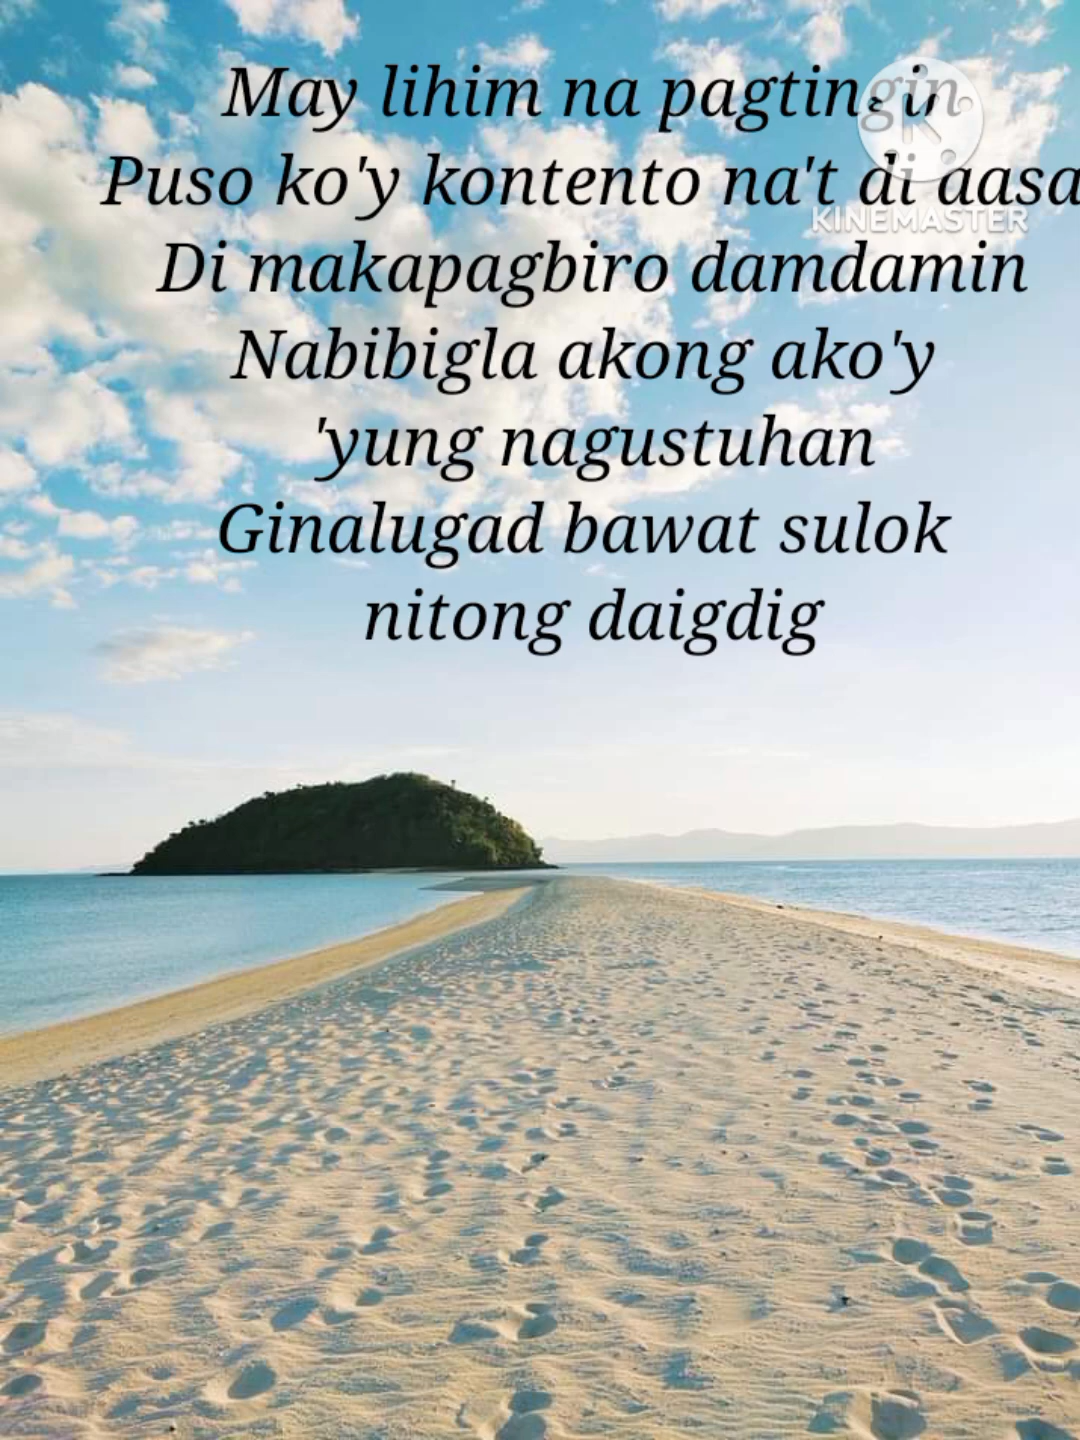 May lihim na pagtingin
Puso ko'y kontento na't di aasa
Di makapagbiro damdamin
Nabibigla akong ako'y
'yung nagustuhan
Ginalugad bawat sulok
nitong daigdig
K
KINEMASTER